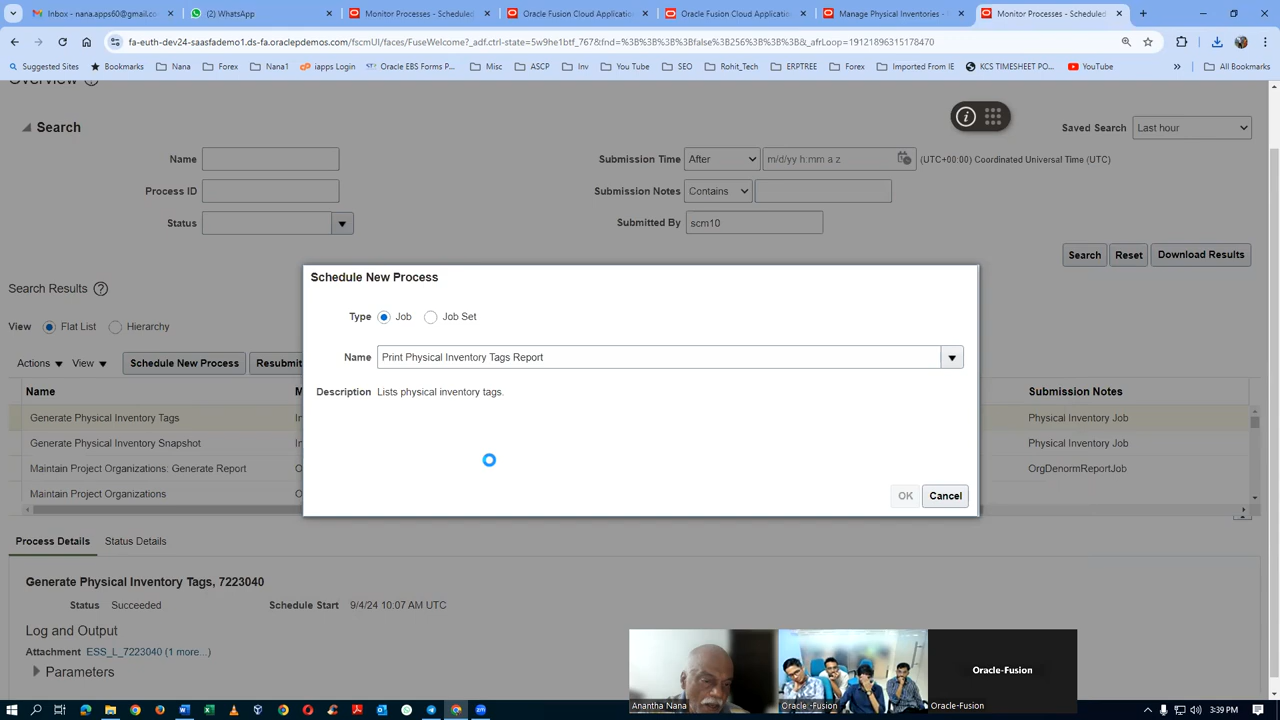 nana.apps60@gmail.co
(2) WhatsApp
Monitor Processes - Scheduled
Oracle Fusion Cloud Application
Oracle Fusion Cloud Application
Manage Physical Inventories -
Monitor Processes - Scheduled
fa-euth-dev24-saasfademo1.ds-fa.oraclepdemos.com/fscmUI/faces/FuseWelcome?_adf.ctrl-state=5w9he1btf_767&fnd=%3B%3B%3B%3Bfalse%3B256%3B%3B%3B&_afrLoop=19121896315178470
Suggested Sites
Bookmarks
Nana
Forex
Nana1
iapps Login
Oracle EBS Forms P...
Misc
ASCP
Inv
You Tube
SEO
Rohit_Tech
ERPTREE
Forex
Imported From IE
KCS TIMESHEET PO...
YouTube
All Bookmarks
Overview
Search
Saved Search Last hour
Name
Submission Time After m/d/yy h:mm a z (UTC+00:00) Coordinated Universal Time (UTC)
Process ID
Submission Notes Contains
Status
Submitted By scm10
Search Reset Download Results
Schedule New Process
Search Results
Type Job Job Set
View Flat List Hierarchy
Name Print Physical Inventory Tags Report
Actions View Schedule New Process Resubmit
Description Lists physical inventory tags.
Name
Submission Notes
Generate Physical Inventory Tags
Physical Inventory Job
Generate Physical Inventory Snapshot
Physical Inventory Job
Maintain Project Organizations: Generate Report
OrgDenormReportJob
Maintain Project Organizations
OK Cancel
Process Details Status Details
Generate Physical Inventory Tags, 7223040
Status Succeeded Schedule Start 9/4/24 10:07 AM UTC
Log and Output
Attachment ESS_L_7223040 (1 more...)
Parameters
Oracle-Fusion
Anantha Nana
Oracle-Fusion
Oracle-Fusion
3:39 PM